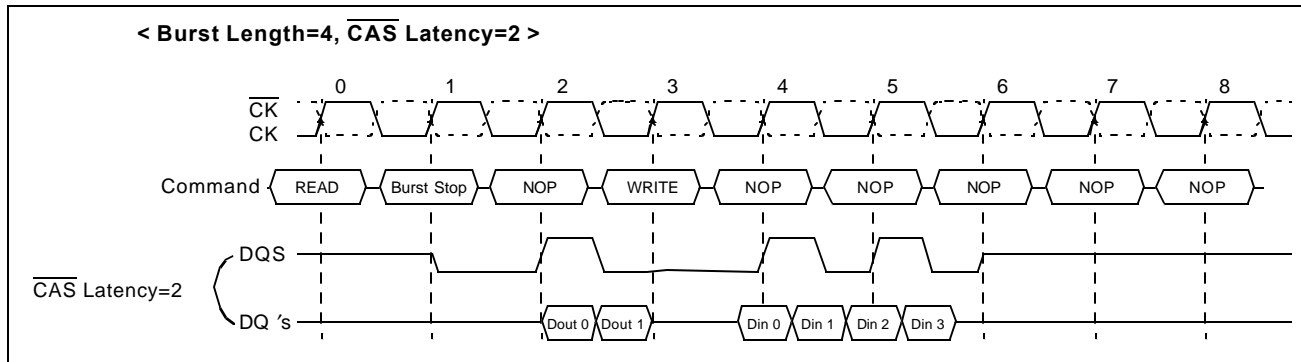 < Burst Length=4, CAS Latency=2 >
0 1 2 3 4 5 6 7 8
CK
CK
Command READ Burst Stop NOP WRITE NOP NOP NOP NOP NOP
DQS
CAS Latency=2
DQ 's Dout 0 Dout 1 Din 0 Din 1 Din 2 Din 3